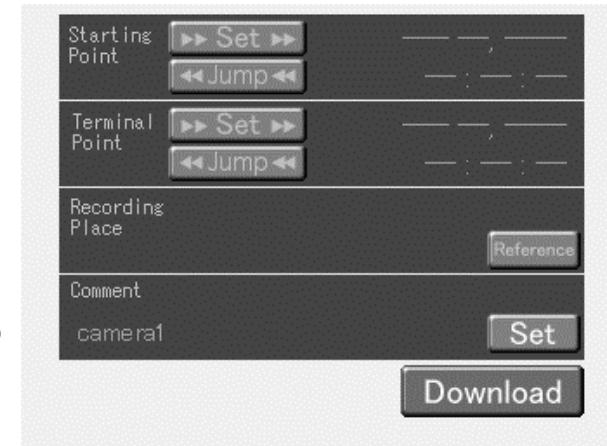 Starting Point
▶▶ Set ▶▶
—— ——, ————
◀◀ Jump ◀◀
—— : —— : ——
Terminal Point
▶▶ Set ▶▶
—— ——, ————
◀◀ Jump ◀◀
—— : —— : ——
Recording Place
Reference
Comment
camera1
Set
Download